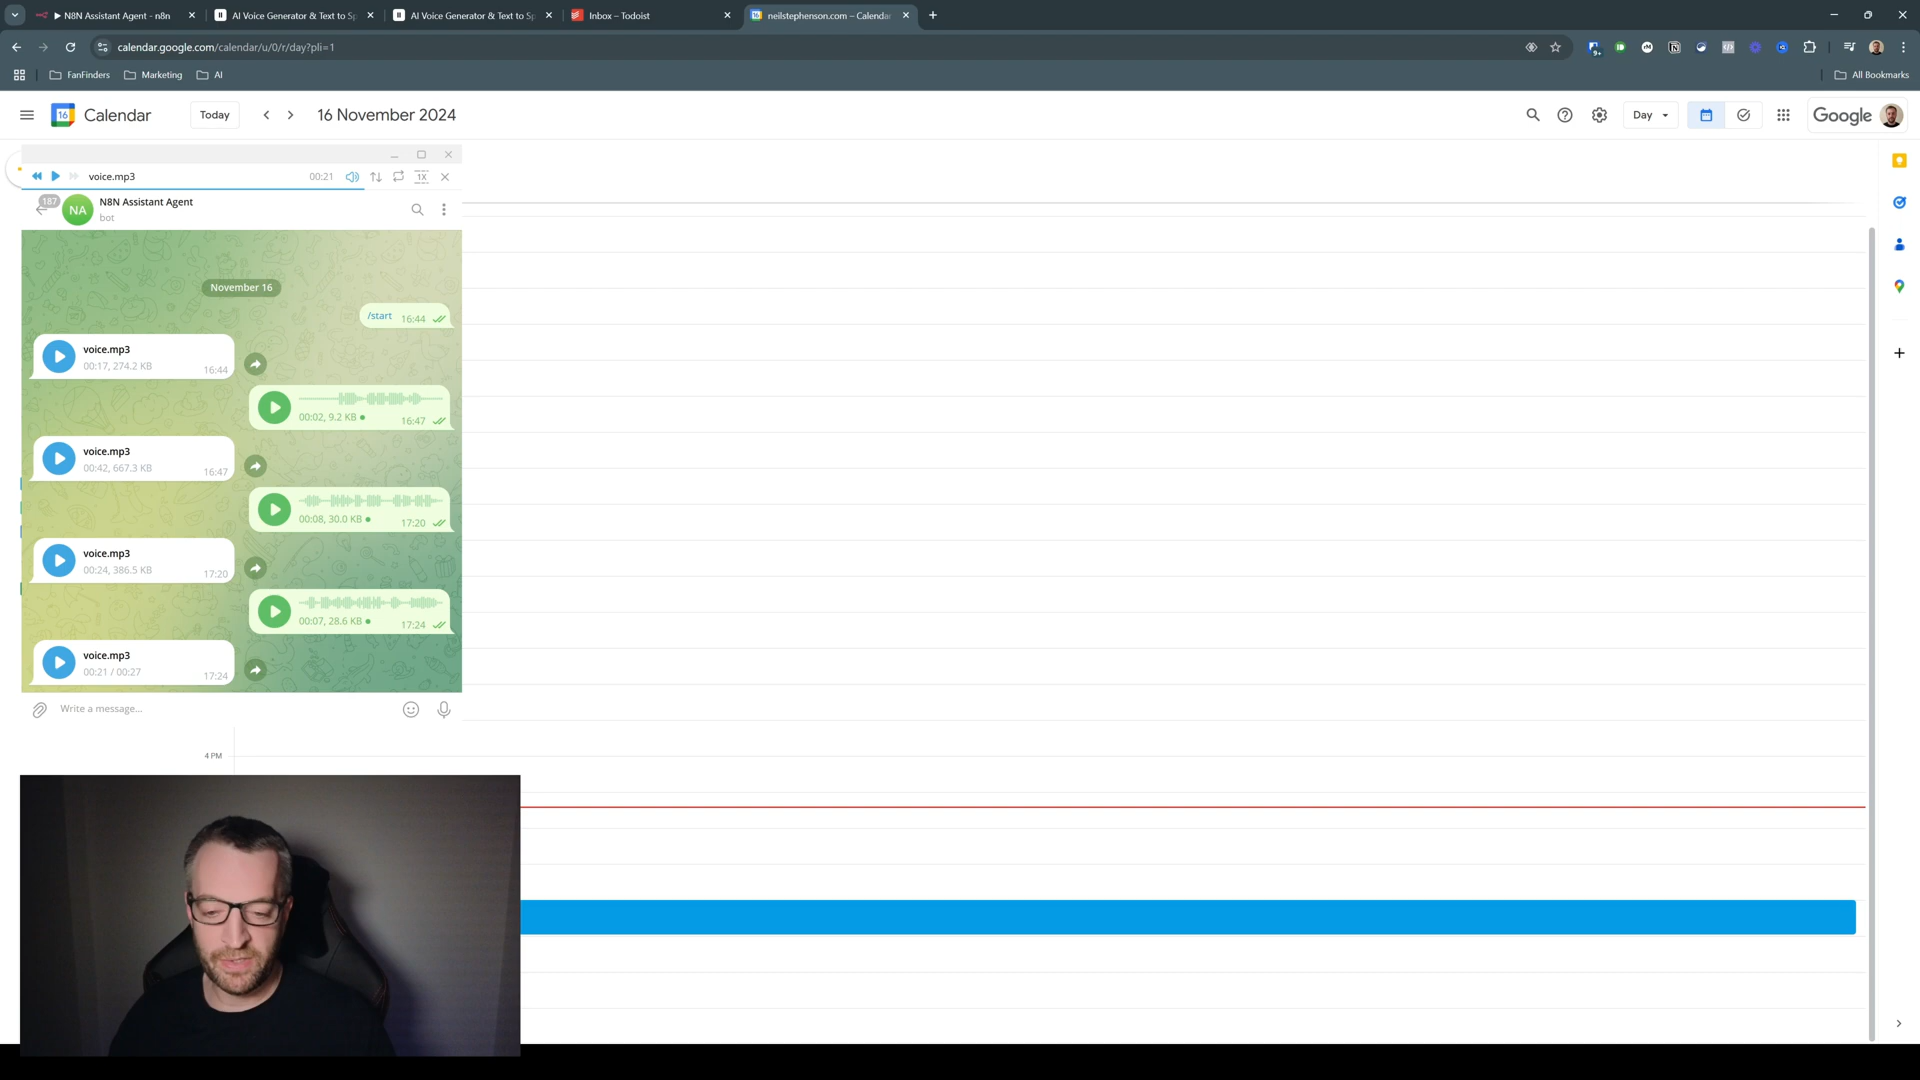 N8N Assistant Agent - n8n
AI Voice Generator & Text to Sp
AI Voice Generator & Text to Sp
Inbox – Todoist
neilstephenson.com – Calendar
calendar.google.com/calendar/u/0/r/day?pli=1
9+
FanFinders
Marketing
AI
All Bookmarks
16
Calendar
Today
16 November 2024
Day
Google
voice.mp3
00:21
1X
187
NA
N8N Assistant Agent
bot
November 16
/start 16:44
voice.mp3
00:17, 274.2 KB
16:44
00:02, 9.2 KB
16:47
voice.mp3
00:42, 667.3 KB
16:47
00:08, 30.0 KB
17:20
voice.mp3
00:24, 386.5 KB
17:20
00:07, 28.6 KB
17:24
voice.mp3
00:21 / 00:27
17:24
Write a message...
4 PM